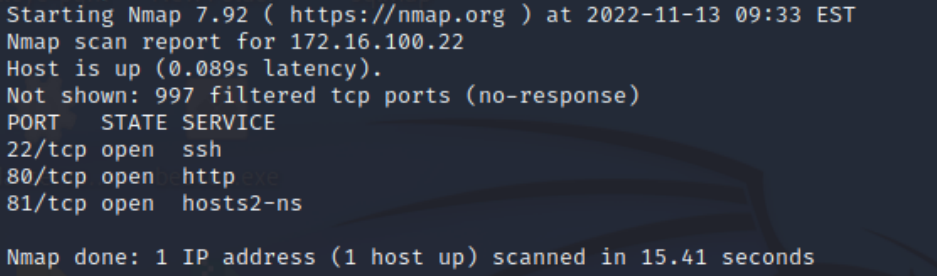 Starting Nmap 7.92 ( https://nmap.org ) at 2022-11-13 09:33 EST
Nmap scan report for 172.16.100.22
Host is up (0.089s latency).
Not shown: 997 filtered tcp ports (no-response)
PORT   STATE SERVICE
22/tcp open  ssh
80/tcp open  http
81/tcp open  hosts2-ns
Nmap done: 1 IP address (1 host up) scanned in 15.41 seconds